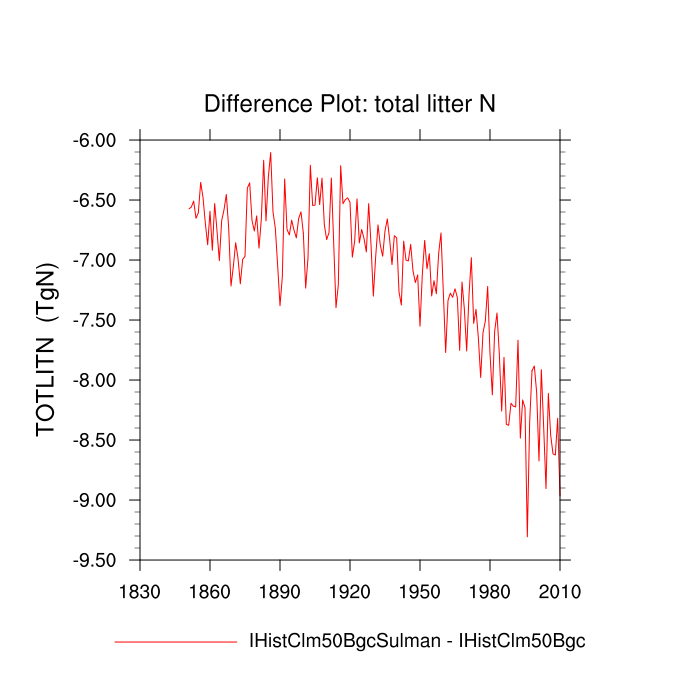 Difference Plot: total litter N
TOTLITN (TgN)
-6.00
-6.50
-7.00
-7.50
-8.00
-8.50
-9.00
-9.50
1830 1860 1890 1920 1950 1980 2010
IHistClm50BgcSulman - IHistClm50Bgc